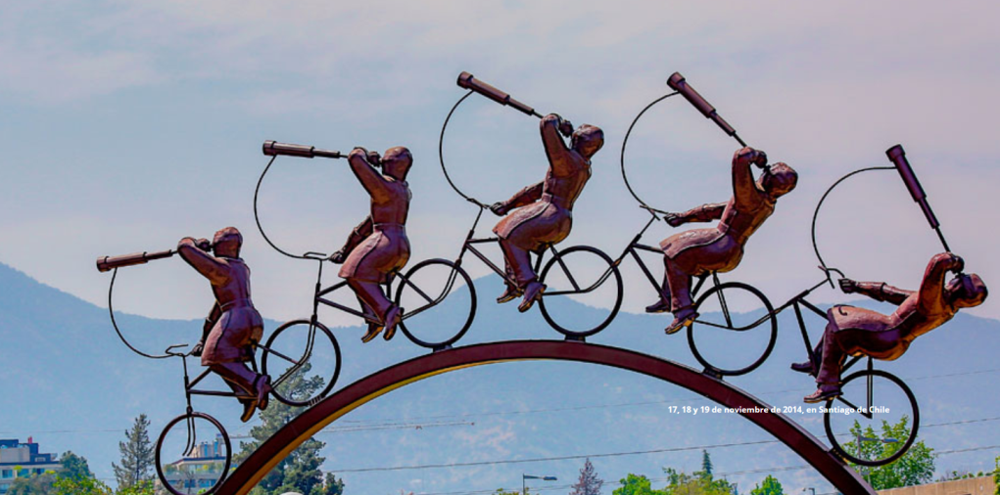 17, 18 y 19 de noviembre de 2014, en Santiago de Chile